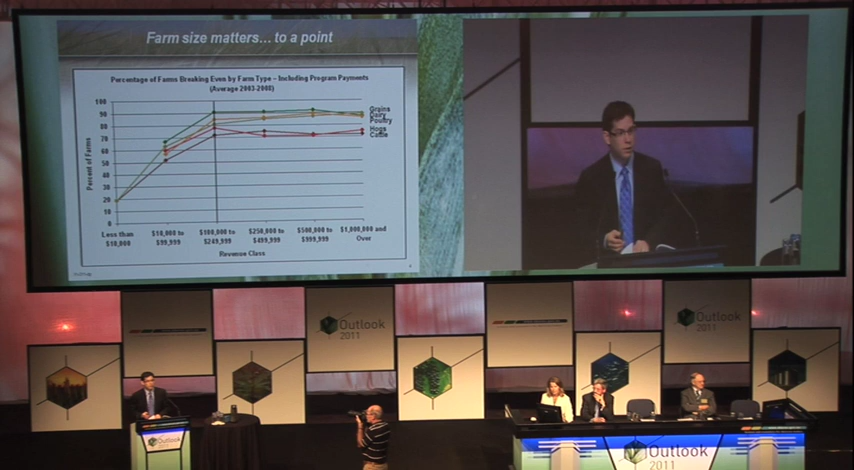 Farm size matters... to a point
Percentage of Farms Breaking Even by Farm Type – Including Program Payments
(Average 2003-2008)
100
90
80
70
60
50
40
30
20
10
0
Percent of Farms
Grains
Dairy
Poultry
Hogs
Cattle
Less than
$10,000
$10,000 to
$99,999
$100,000 to
$249,999
$250,000 to
$499,999
$500,000 to
$999,999
$1,000,000 and
Over
Revenue Class
Outlook
2011
Outlook
2011
Outlook
Outlook
2011